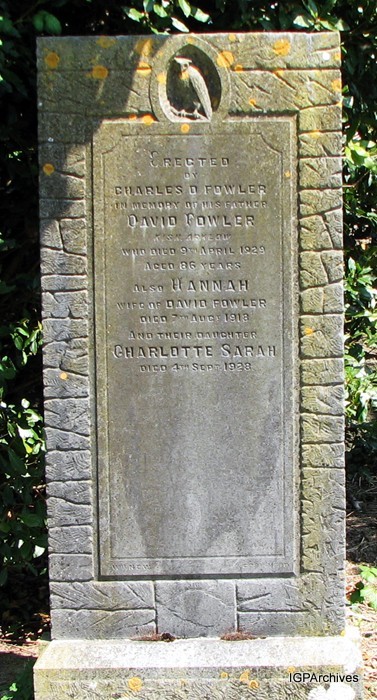 ERECTED
BY
CHARLES D. FOWLER
IN MEMORY OF HIS FATHER
DAVID FOWLER
WHO DIED 9TH APRIL 1929
AGED 86 YEARS
ALSO HANNAH
WIFE OF DAVID FOWLER
DIED 7TH AUGT 1918
AND THEIR DAUGHTER
CHARLOTTE SARAH
DIED 4TH SEPT 1928
IGPArchives